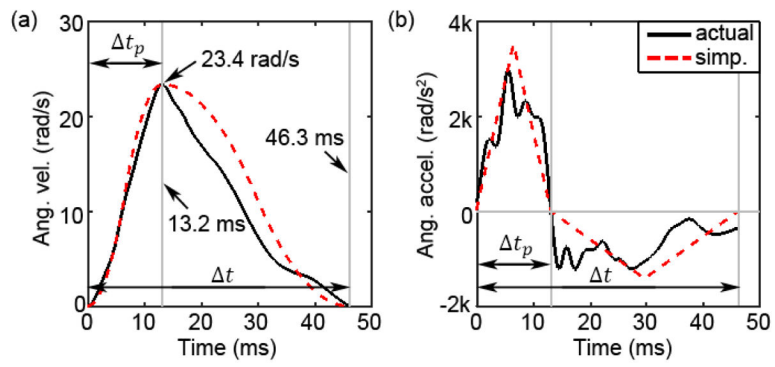 (a)
Δt_p
23.4 rad/s
46.3 ms
13.2 ms
Δt
Ang. vel. (rad/s)
30
20
10
0
0 10 20 30 40 50
Time (ms)
(b)
actual
simp.
Δt_p
Δt
Ang. accel. (rad/s²)
4k
2k
0
-2k
0 10 20 30 40 50
Time (ms)